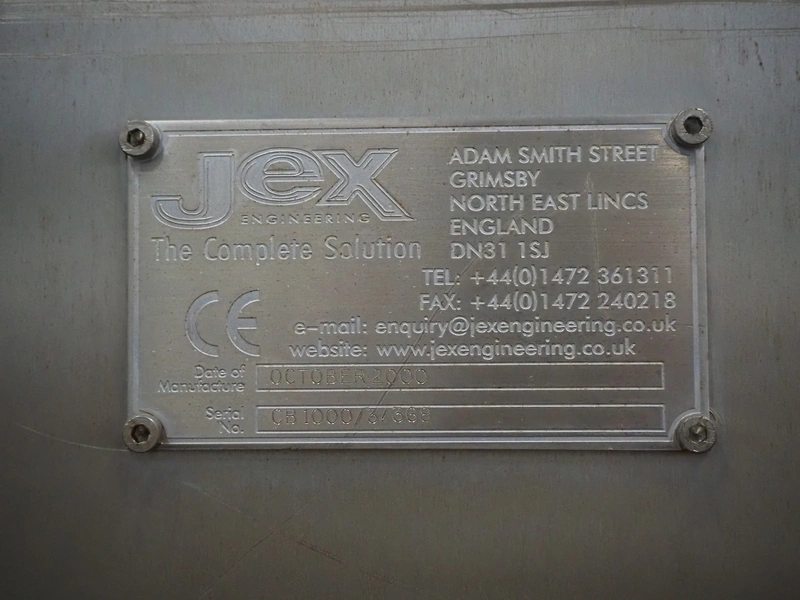 Jex
ENGINEERING
The Complete Solution
ADAM SMITH STREET
GRIMSBY
NORTH EAST LINCS
ENGLAND
DN31 1SJ
TEL: +44(0)1472 361311
FAX: +44(0)1472 240218
e-mail: enquiry@jexengineering.co.uk
website: www.jexengineering.co.uk
CE
Date of
Manufacture
OCTOBER 2000
Serial
No.